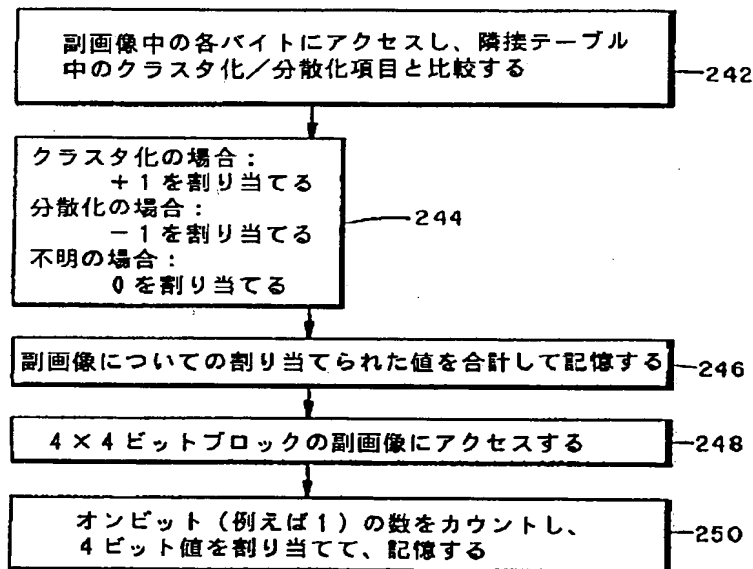 副画像中の各バイトにアクセスし、隣接テーブル
中のクラスタ化／分散化項目と比較する
242
クラスタ化の場合：
＋１を割り当てる
分散化の場合：
－１を割り当てる
不明の場合：
０を割り当てる
244
副画像についての割り当てられた値を合計して記憶する
246
４×４ビットブロックの副画像にアクセスする
248
オンビット（例えば１）の数をカウントし、
４ビット値を割り当てて、記憶する
250